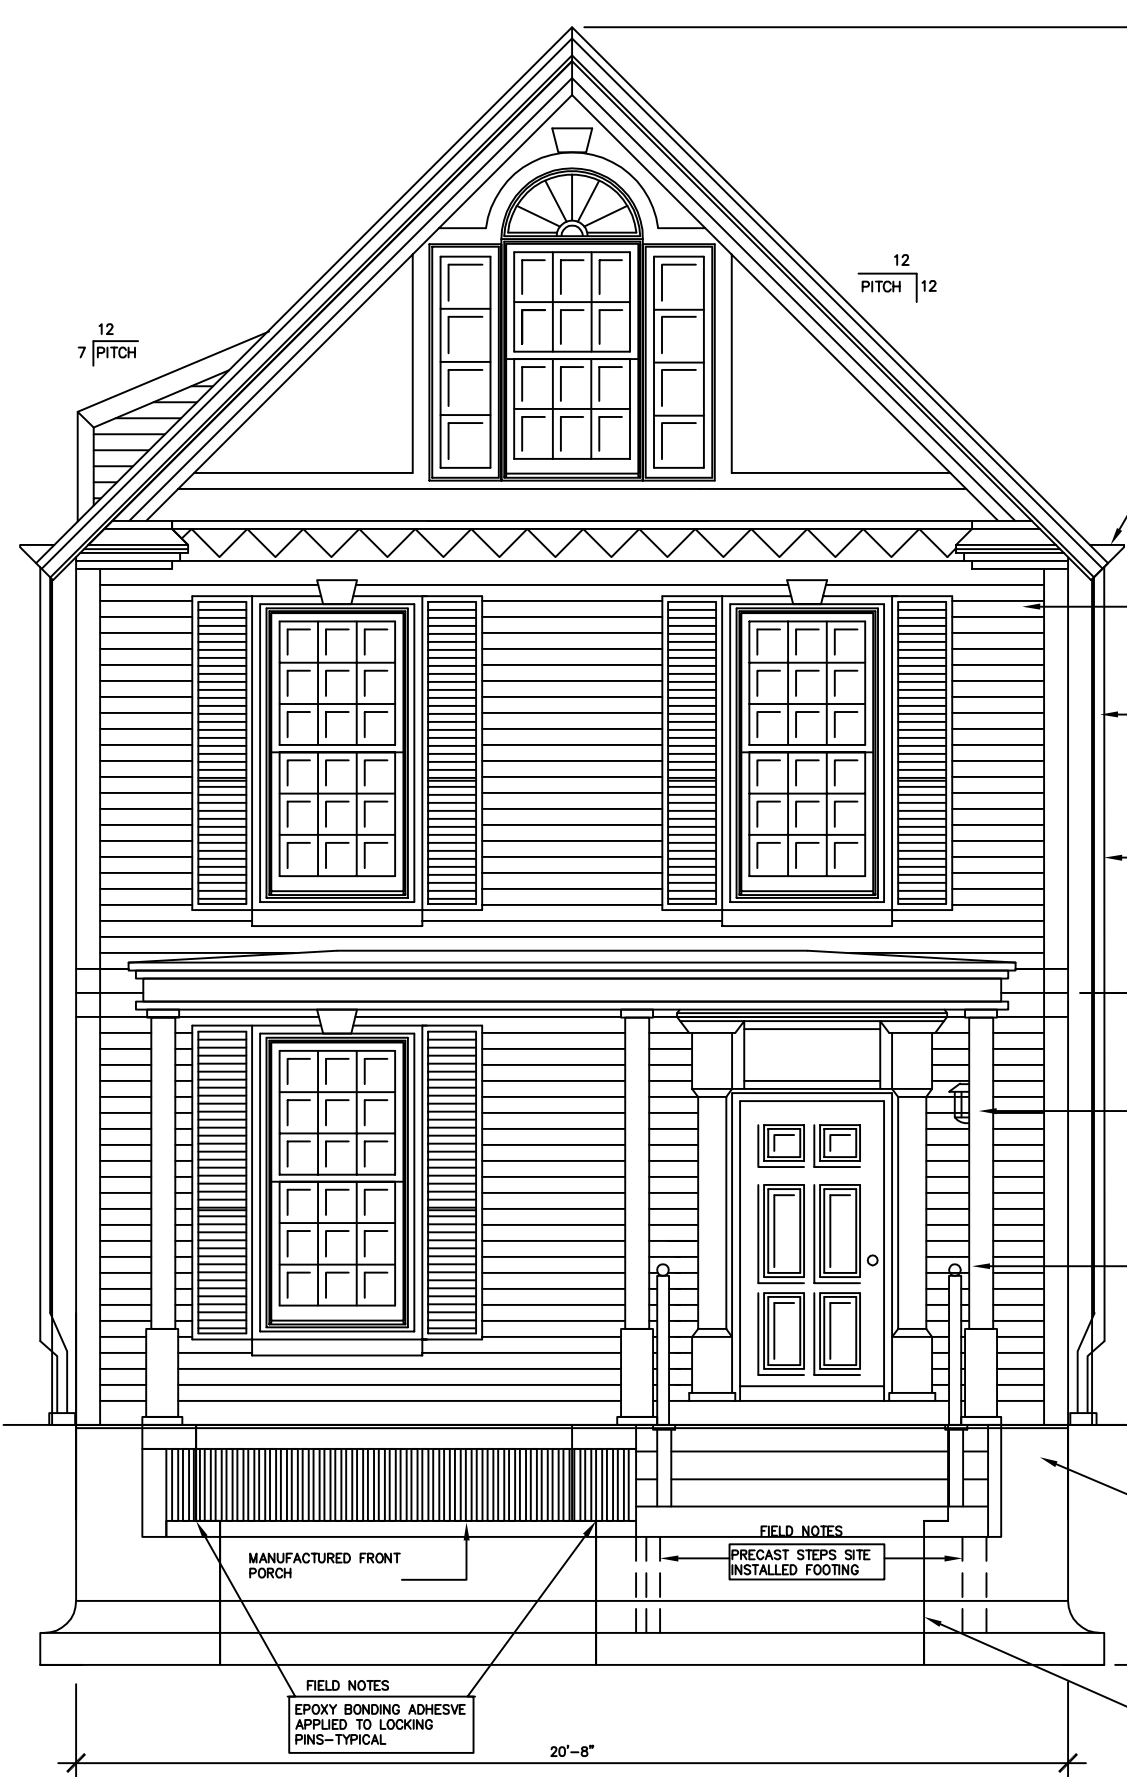 12
PITCH 12
12
7 PITCH
FIELD NOTES
PRECAST STEPS SITE
INSTALLED FOOTING
MANUFACTURED FRONT
PORCH
FIELD NOTES
EPOXY BONDING ADHESVE
APPLIED TO LOCKING
PINS-TYPICAL
20'-8"